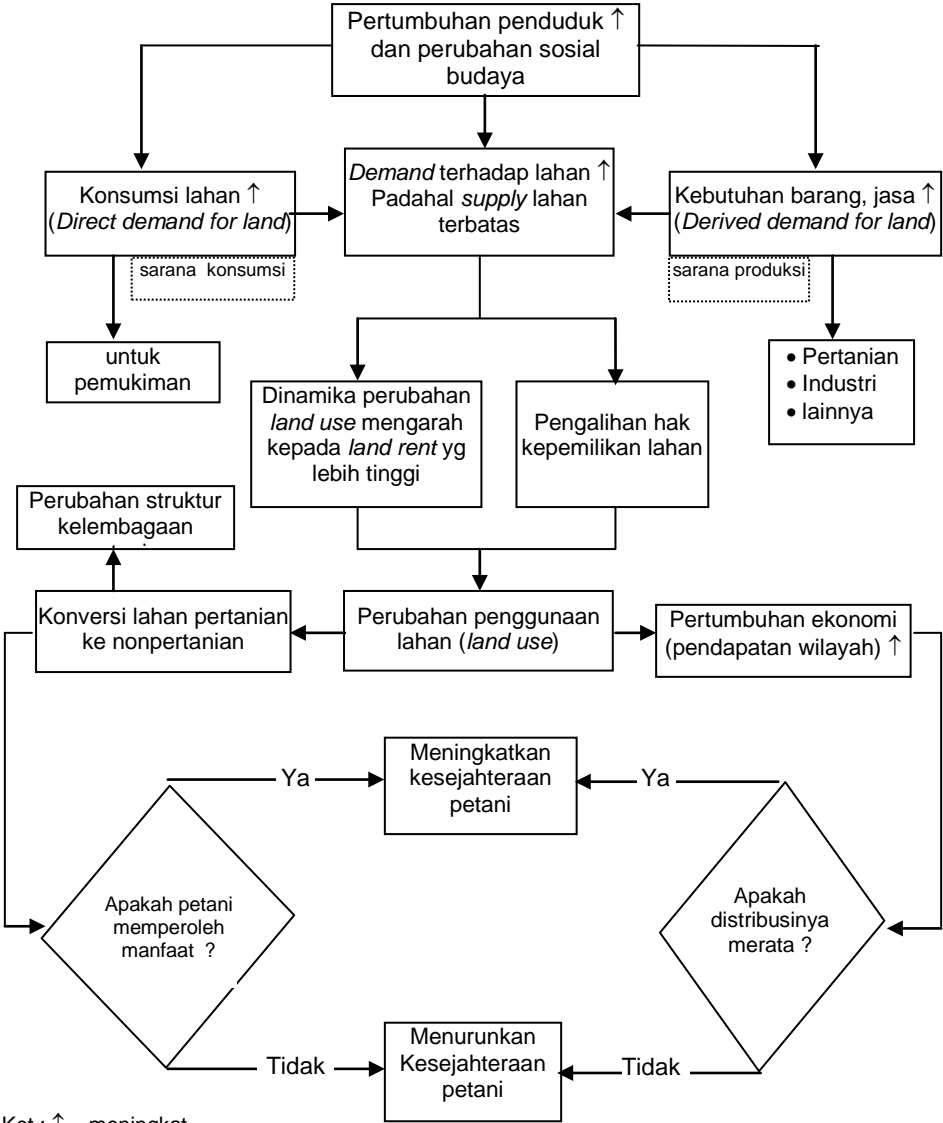 Pertumbuhan penduduk ↑
dan perubahan sosial
budaya
Konsumsi lahan ↑
(Direct demand for land)
sarana konsumsi
Demand terhadap lahan ↑
Padahal supply lahan
terbatas
Kebutuhan barang, jasa ↑
(Derived demand for land)
sarana produksi
untuk
pemukiman
• Pertanian
• Industri
• lainnya
Dinamika perubahan
land use mengarah
kepada land rent yg
lebih tinggi
Pengalihan hak
kepemilikan lahan
Perubahan struktur
kelembagaan
Konversi lahan pertanian
ke nonpertanian
Perubahan penggunaan
lahan (land use)
Pertumbuhan ekonomi
(pendapatan wilayah) ↑
Ya
Meningkatkan
kesejahteraan
petani
Ya
Apakah petani
memperoleh
manfaat ?
Apakah
distribusinya
merata ?
Tidak
Menurunkan
Kesejahteraan
petani
Tidak
Ket : ↑ meningkat